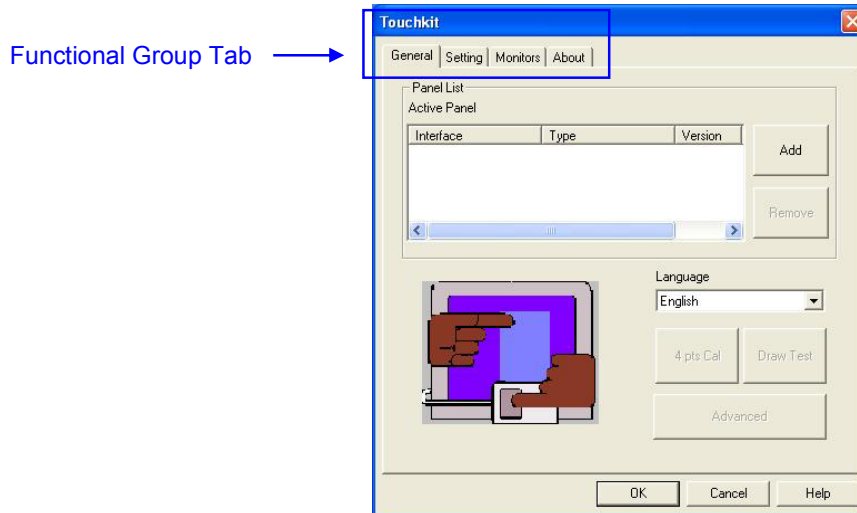 Touchkit
Functional Group Tab
General Setting Monitors About
Panel List
Active Panel
Interface Type Version
Add
Remove
Language
English
4 pts Cal Draw Test
Advanced
OK Cancel Help